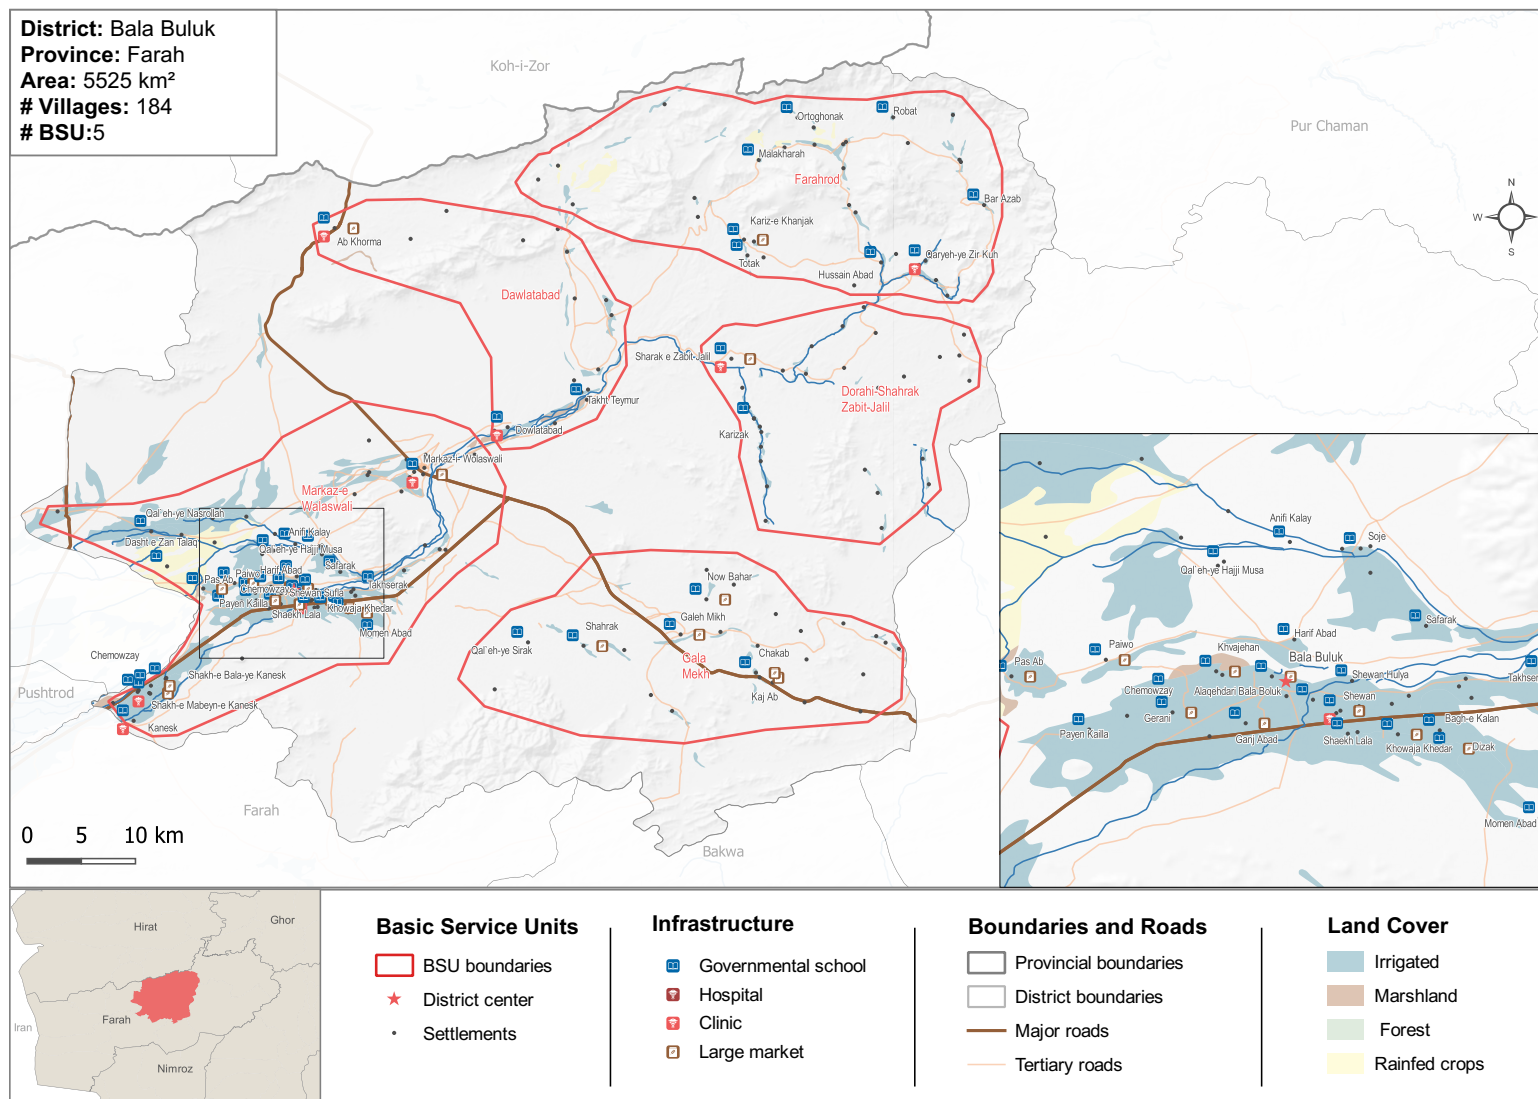 District: Bala Buluk
Province: Farah
Area: 5525 km²
# Villages: 184
# BSU:5
Koh-i-Zor
Pur Chaman
N
W
E
S
Ortoghonak
Robat
Malakharah
Farahrod
Bar Azab
Kariz-e Khanjak
Ab Khorma
Totak
Qaryeh-ye Zir Kuh
Hussain Abad
Dawlatabad
Sharak e Zabit-Jalil
Takht Teymur
Dorahi-Shahrak
Zabit-Jalil
Dowlatabad
Karizak
Markaz-i- Wolaswali
Markaz-e
Walaswali
Qal'eh-ye Nasrollah
Anifi Kalay
Dasht-e Zan Talaq
Qal'eh-ye Hajji Musa
Safarak
Pas Ab
Paiwo
Harif Abad
Takhserak
Chemowzay
Shewan Sufla
Payen Kailla
Khowaja Khedar
Shaekh Lala
Momen Abad
Now Bahar
Galeh Mikh
Shahrak
Qal'eh-ye Sirak
Gala
Mekh
Chakab
Kaj Ab
Chemowzay
Shakh-e Bala-ye Kanesk
Pushtrod
Shakh-e Mabeyn-e Kanesk
Kanesk
Farah
Bakwa
0 5 10 km
Anifi Kalay
Soje
Qal'eh-ye Hajji Musa
Safarak
Harif Abad
Paiwo
Khvajehan
Bala Buluk
Pas Ab
Takhser
Shewan Hulya
Chemowzay
Alaqehdan Bala Boluk
Shewan
Gerani
Bagh-e Kalan
Payen Kailla
Ganj Abad
Shaekh Lala
Khowaja Khedar
Dizak
Momen Abad
Hirat
Ghor
Farah
Iran
Nimroz
Basic Service Units
BSU boundaries
District center
Settlements
Infrastructure
Governmental school
Hospital
Clinic
Large market
Boundaries and Roads
Provincial boundaries
District boundaries
Major roads
Tertiary roads
Land Cover
Irrigated
Marshland
Forest
Rainfed crops